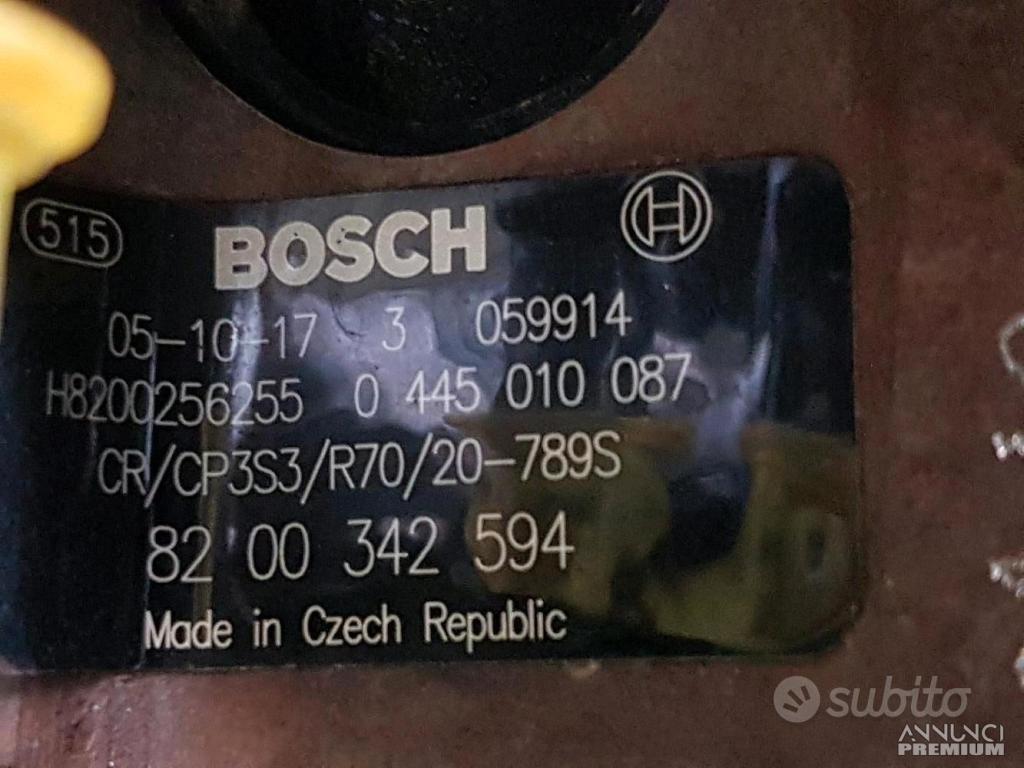 515 BOSCH
05-10-17 3 059914
H8200256255 0 445 010 087
CR/CP3S3/R70/20-789S
82 00 342 594
Made in Czech Republic
subito
ANNUNCI
PREMIUM